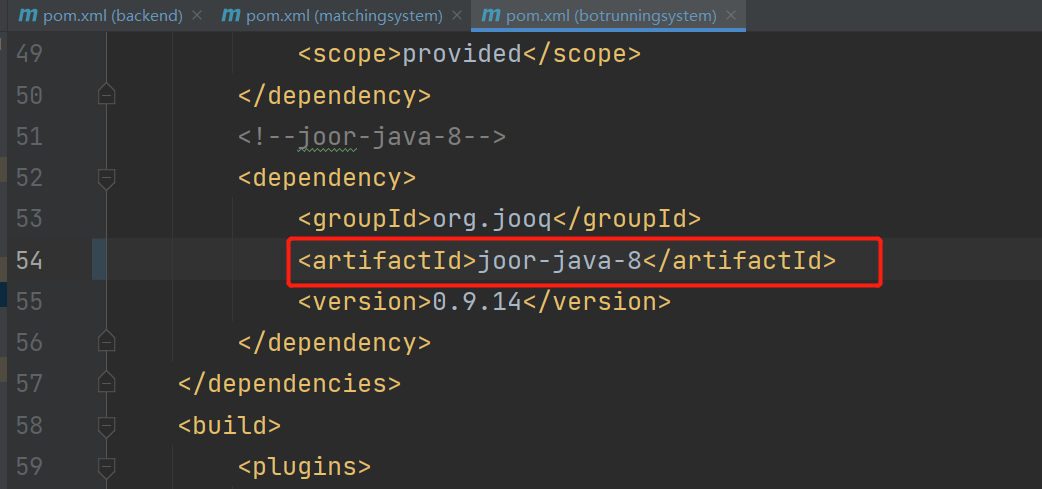 m pom.xml (backend) × m pom.xml (matchingsystem) × m pom.xml (botrunningsystem) ×
49 <scope>provided</scope>
50 </dependency>
51 <!--joor-java-8-->
52 <dependency>
53 <groupId>org.jooq</groupId>
54 <artifactId>joor-java-8</artifactId>
55 <version>0.9.14</version>
56 </dependency>
57 </dependencies>
58 <build>
59 <plugins>